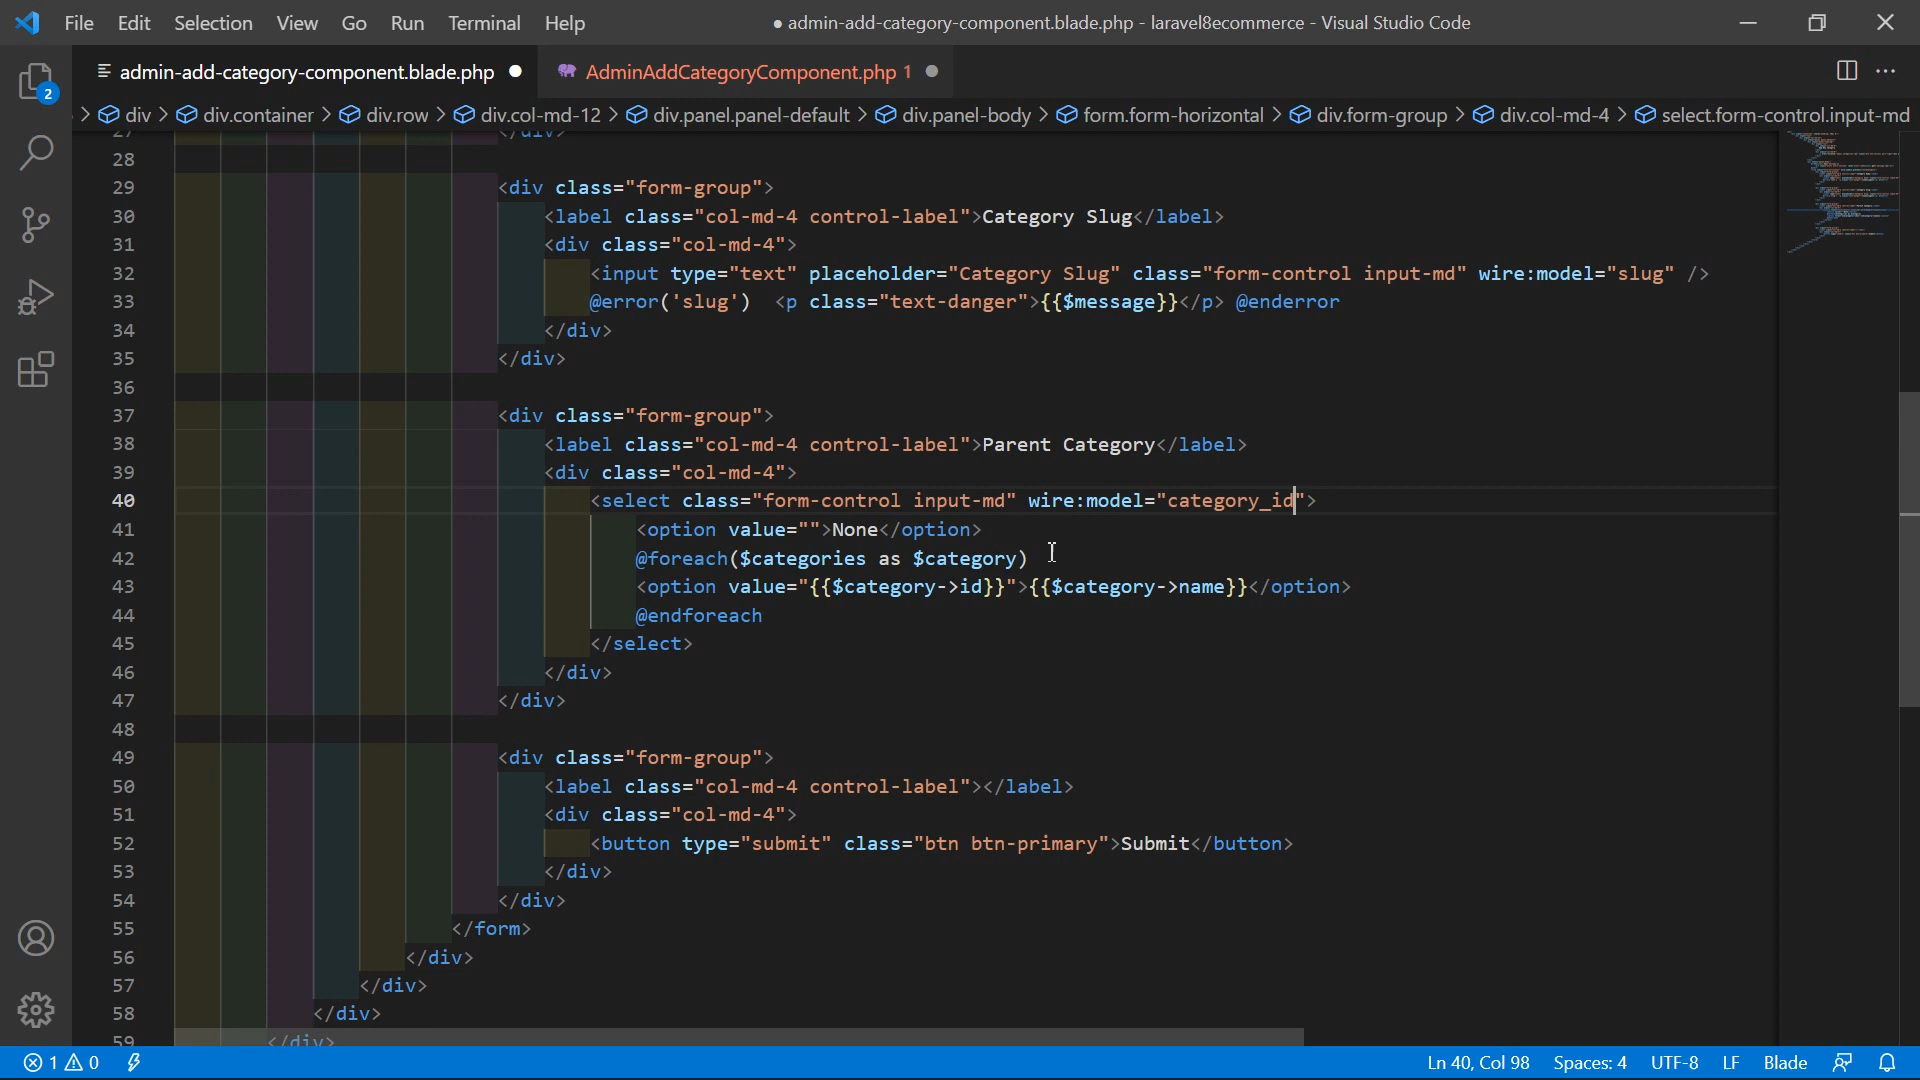 File Edit Selection View Go Run Terminal Help
● admin-add-category-component.blade.php - laravel8ecommerce - Visual Studio Code
admin-add-category-component.blade.php
AdminAddCategoryComponent.php 1
div > div.container > div.row > div.col-md-12 > div.panel.panel-default > div.panel-body > form.form-horizontal > div.form-group > div.col-md-4 > select.form-control.input-md
2
27 </div>
28
29 <div class="form-group">
30 <label class="col-md-4 control-label">Category Slug</label>
31 <div class="col-md-4">
32 <input type="text" placeholder="Category Slug" class="form-control input-md" wire:model="slug" />
33 @error('slug') <p class="text-danger">{{$message}}</p> @enderror
34 </div>
35 </div>
36
37 <div class="form-group">
38 <label class="col-md-4 control-label">Parent Category</label>
39 <div class="col-md-4">
40 <select class="form-control input-md" wire:model="category_id">
41 <option value="">None</option>
42 @foreach($categories as $category)
43 <option value="{{$category->id}}">{{$category->name}}</option>
44 @endforeach
45 </select>
46 </div>
47 </div>
48
49 <div class="form-group">
50 <label class="col-md-4 control-label"></label>
51 <div class="col-md-4">
52 <button type="submit" class="btn btn-primary">Submit</button>
53 </div>
54 </div>
55 </form>
56 </div>
57 </div>
58 </div>
59 </div>
1 0
Ln 40, Col 98 Spaces: 4 UTF-8 LF Blade